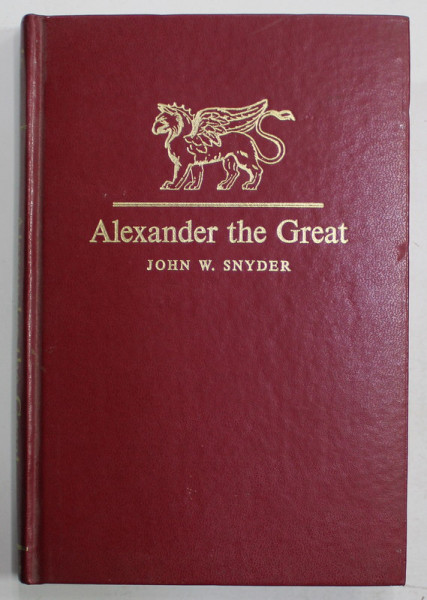 Alexander the Great
JOHN W. SNYDER